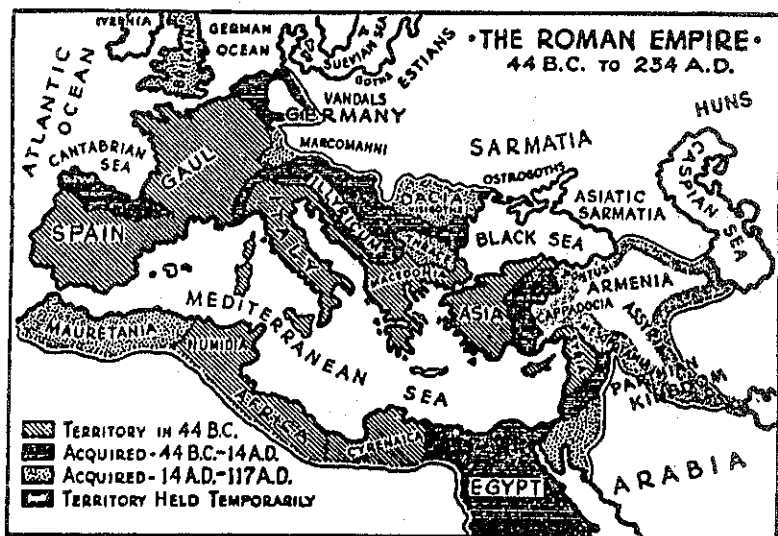 ·THE ROMAN EMPIRE·
44 B.C. TO 234 A.D.
IVERNIA
BRITAIN
GERMAN
OCEAN
SUEVIAN SEA
GOTHS
ESTIANS
VANDALS
GERMANY
MARCOMANNI
HUNS
SARMATIA
OSTROGOTHS
ASIATIC
SARMATIA
CASPIAN SEA
ATLANTIC
OCEAN
CANTABRIAN
SEA
GAUL
SPAIN
ITALY
ILLYRICUM
DACIA
THRACE
MACEDONIA
BLACK SEA
ASIA
PONTUS
ARMENIA
CAPPADOCIA
ASSYRIA
PARTHIAN
KINGDOM
MEDITERRANEAN
SEA
MAURETANIA
NUMIDIA
AFRICA
CYRENAICA
EGYPT
ARABIA
TERRITORY IN 44 B.C.
ACQUIRED-44 B.C.-14 A.D.
ACQUIRED-14 A.D.-117 A.D.
TERRITORY HELD TEMPORARILY